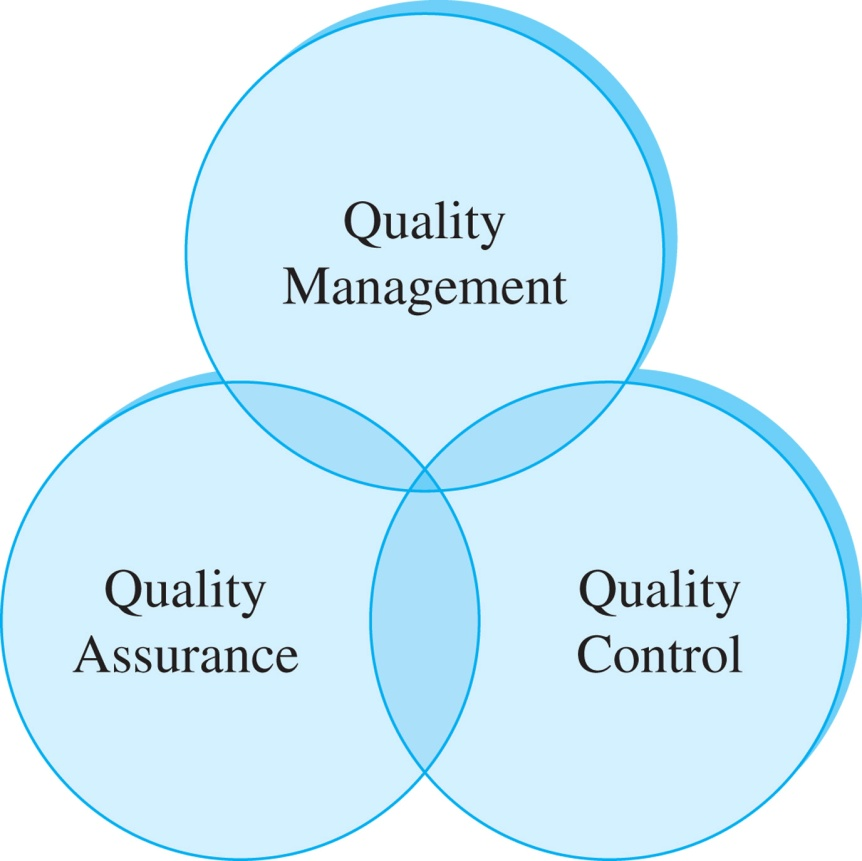 Quality
Management
Quality
Assurance
Quality
Control